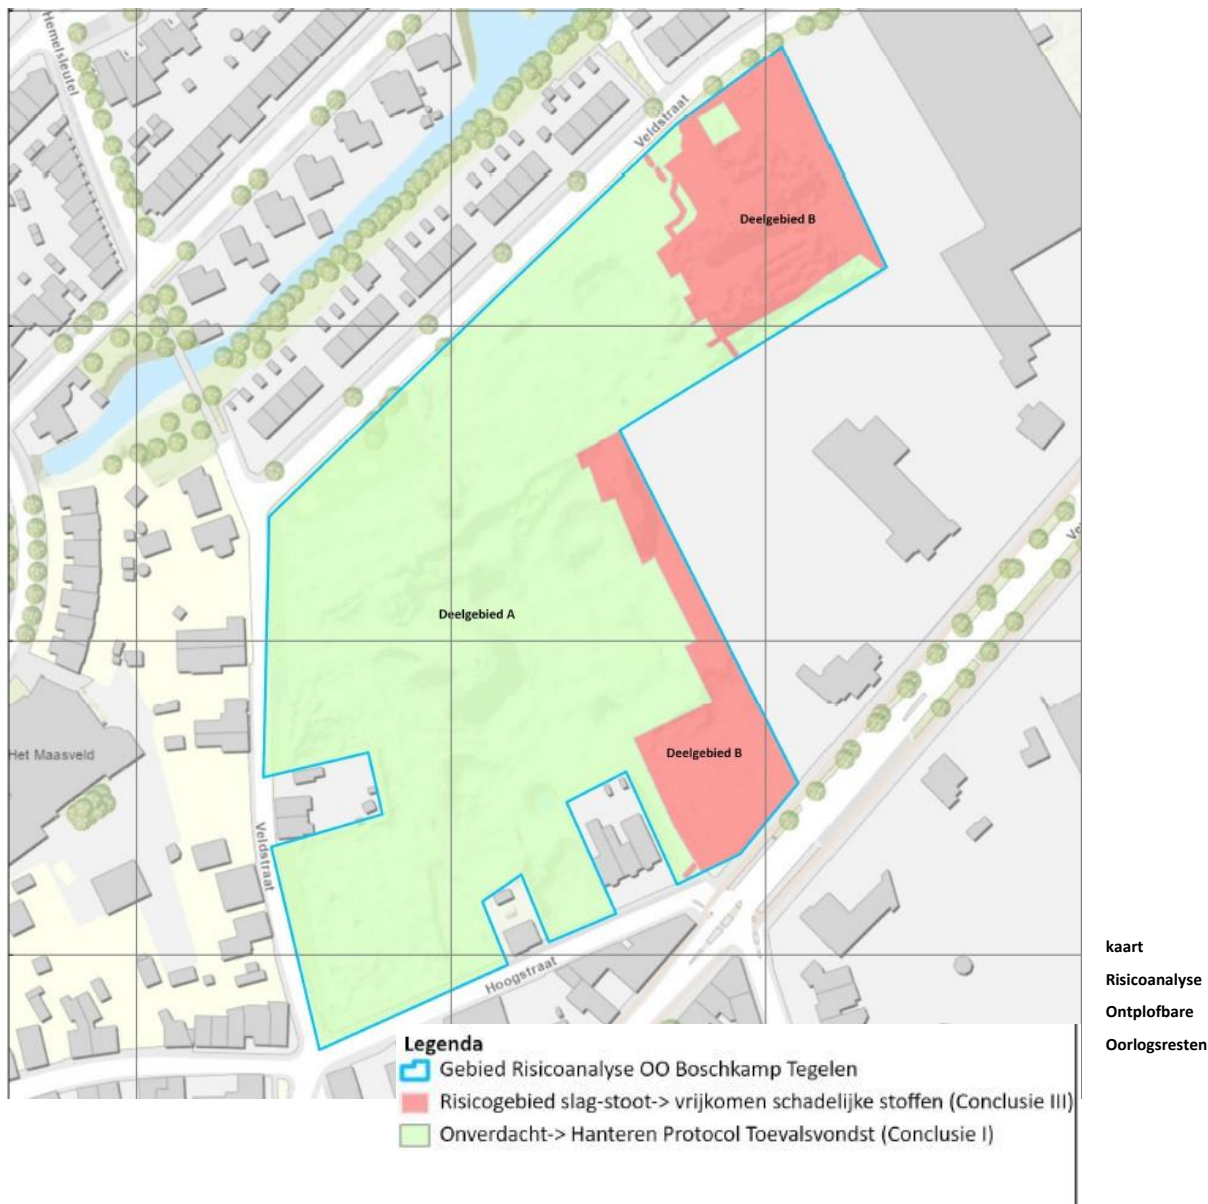 Hemelsleutel
Veldstraat
Deelgebied B
Deelgebied A
Het Maasveld
Deelgebied B
Veldstraat
Hoogstraat
kaart
Risicoanalyse
Ontplofbare
Oorlogsresten
Legenda
Gebied Risicoanalyse OO Boschkamp Tegelen
Risicogebied slag-stoot-> vrijkomen schadelijke stoffen (Conclusie III)
Onverdacht-> Hanteren Protocol Toevalsvondst (Conclusie I)